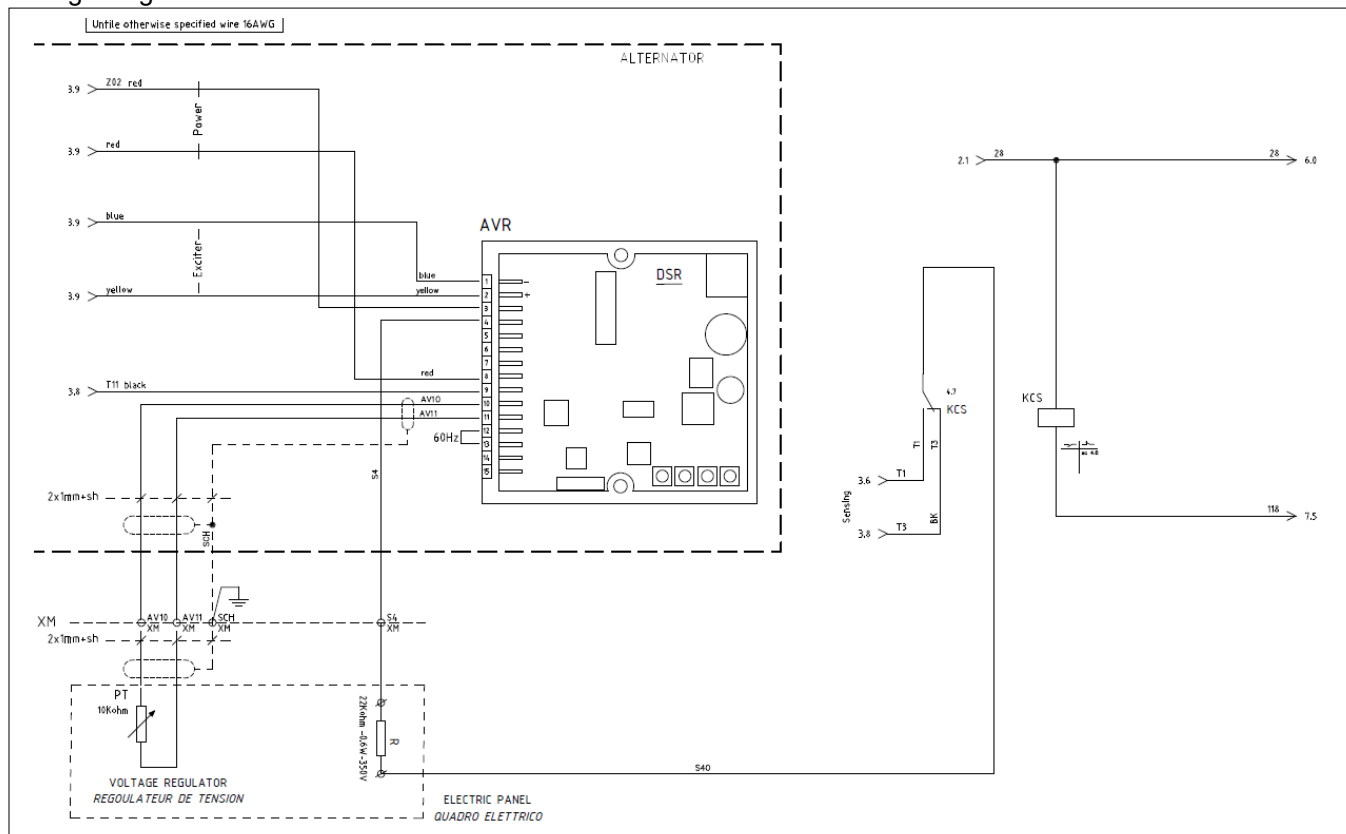 Untile otherwise specified wire 16AWG
ALTERNATOR
3.9
Z02 red
Power
3.9
red
3.9
blue
Exciter
3.9
yellow
3.8
T11 black
AVR
DSR
blue
yellow
red
AV10
AV11
60Hz
1
2
3
4
5
6
7
8
9
10
11
12
13
14
15
-
+
S4
2x1mm+sh
SCH
XM
AV10
XM
AV11
XM
SCH
XM
S4
XM
2x1mm+sh
PT
10Kohm
22Kohm -0,6W-350V
R
VOLTAGE REGULATOR
REGOULATEUR DE TENSION
ELECTRIC PANEL
QUADRO ELETTRICO
S40
2.1
28
28
6.0
4.7
KCS
T1
T3
3.6
T1
Sensing
3.8
T3
BK
KCS
118
7.5